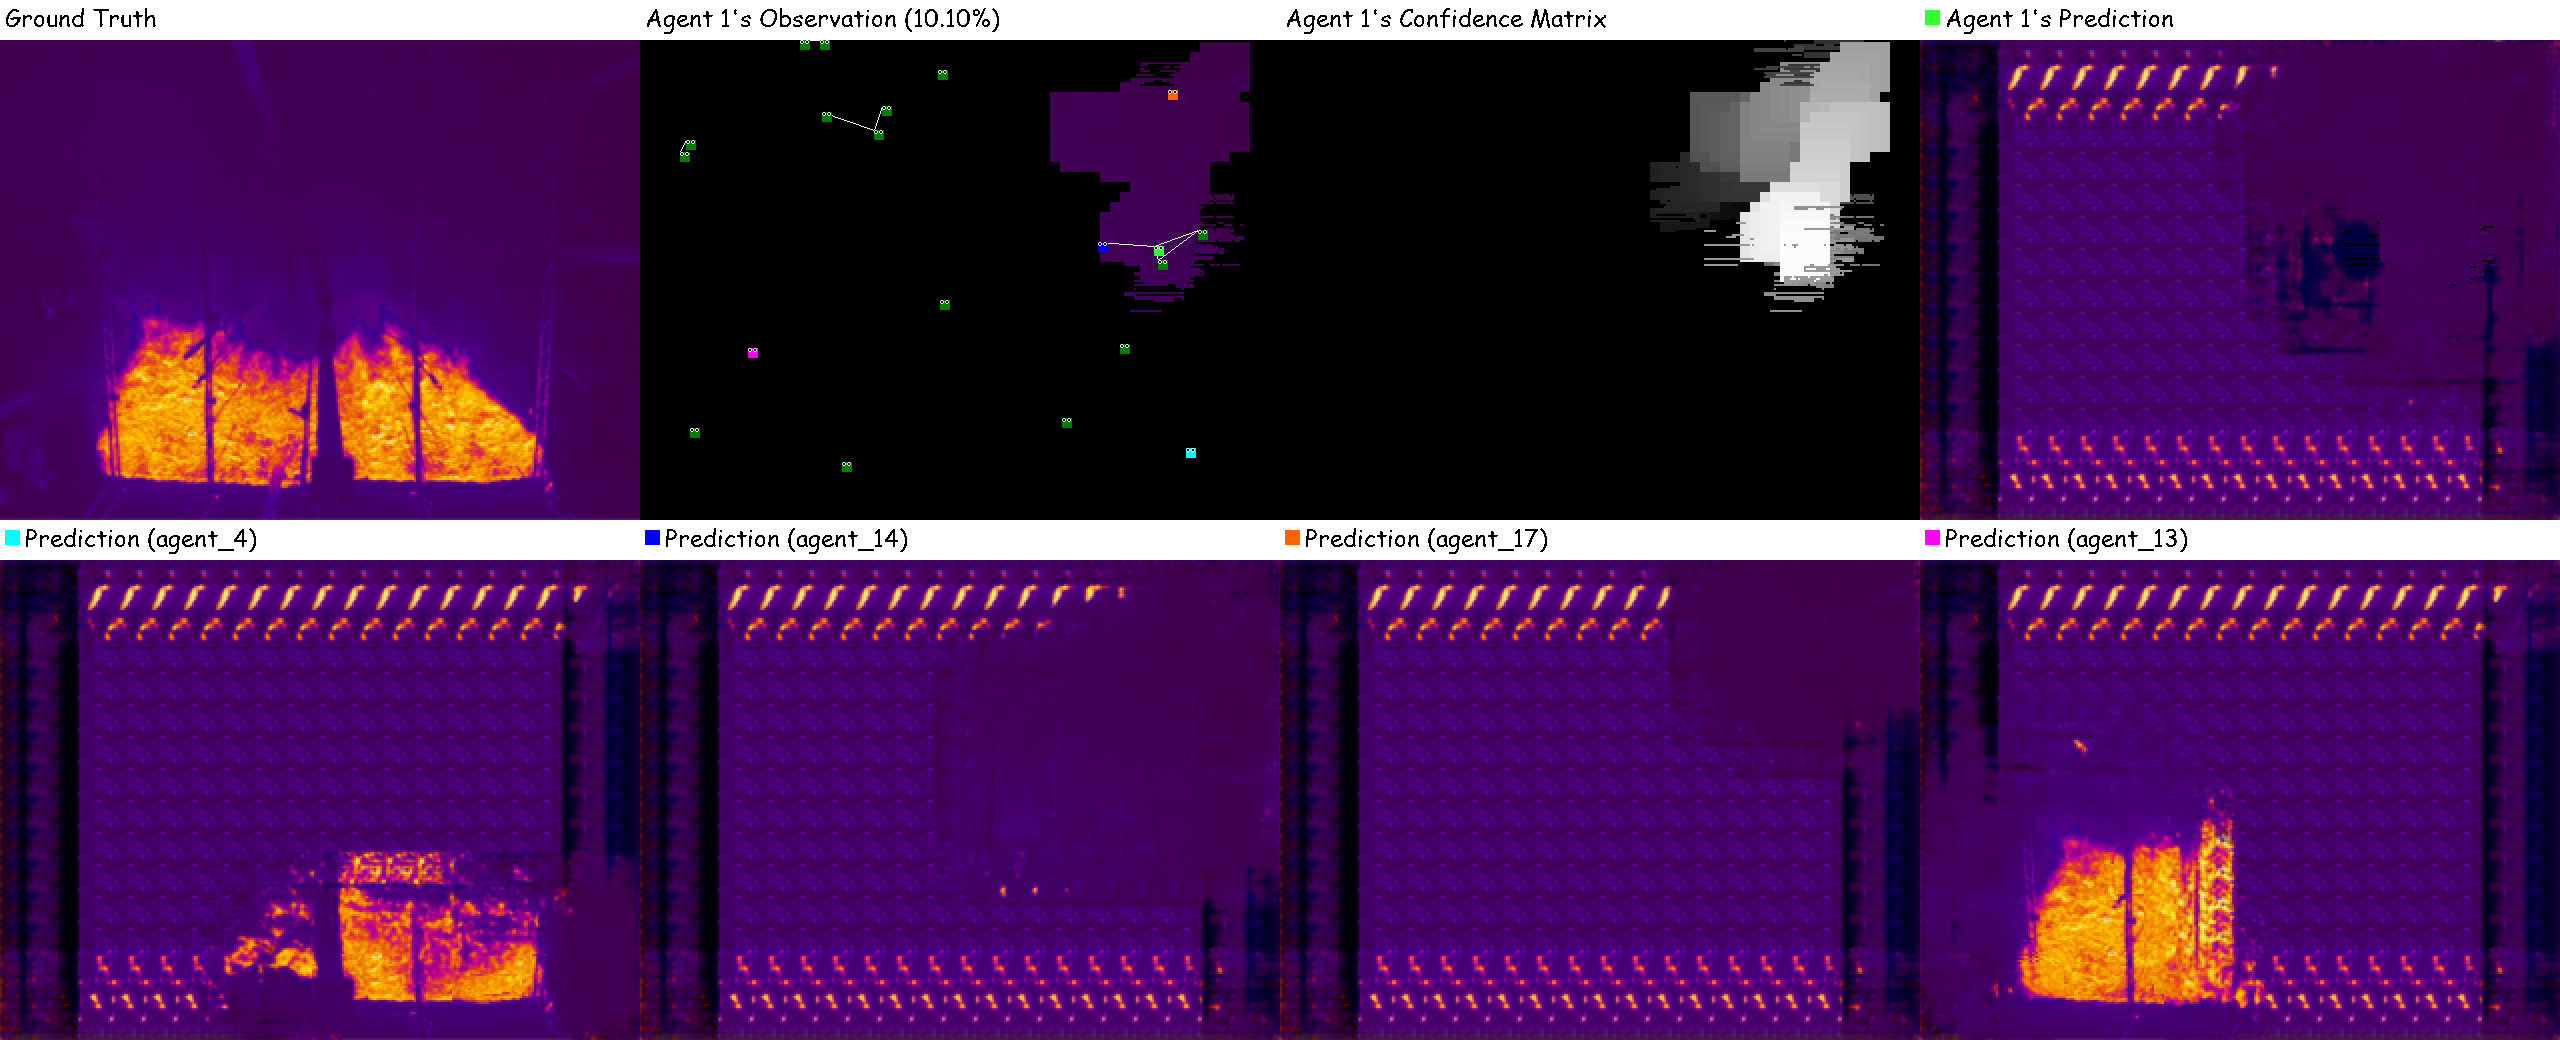 Ground Truth
Agent 1's Observation (10.10%)
Agent 1's Confidence Matrix
Agent 1's Prediction
Prediction (agent_4)
Prediction (agent_14)
Prediction (agent_17)
Prediction (agent_13)